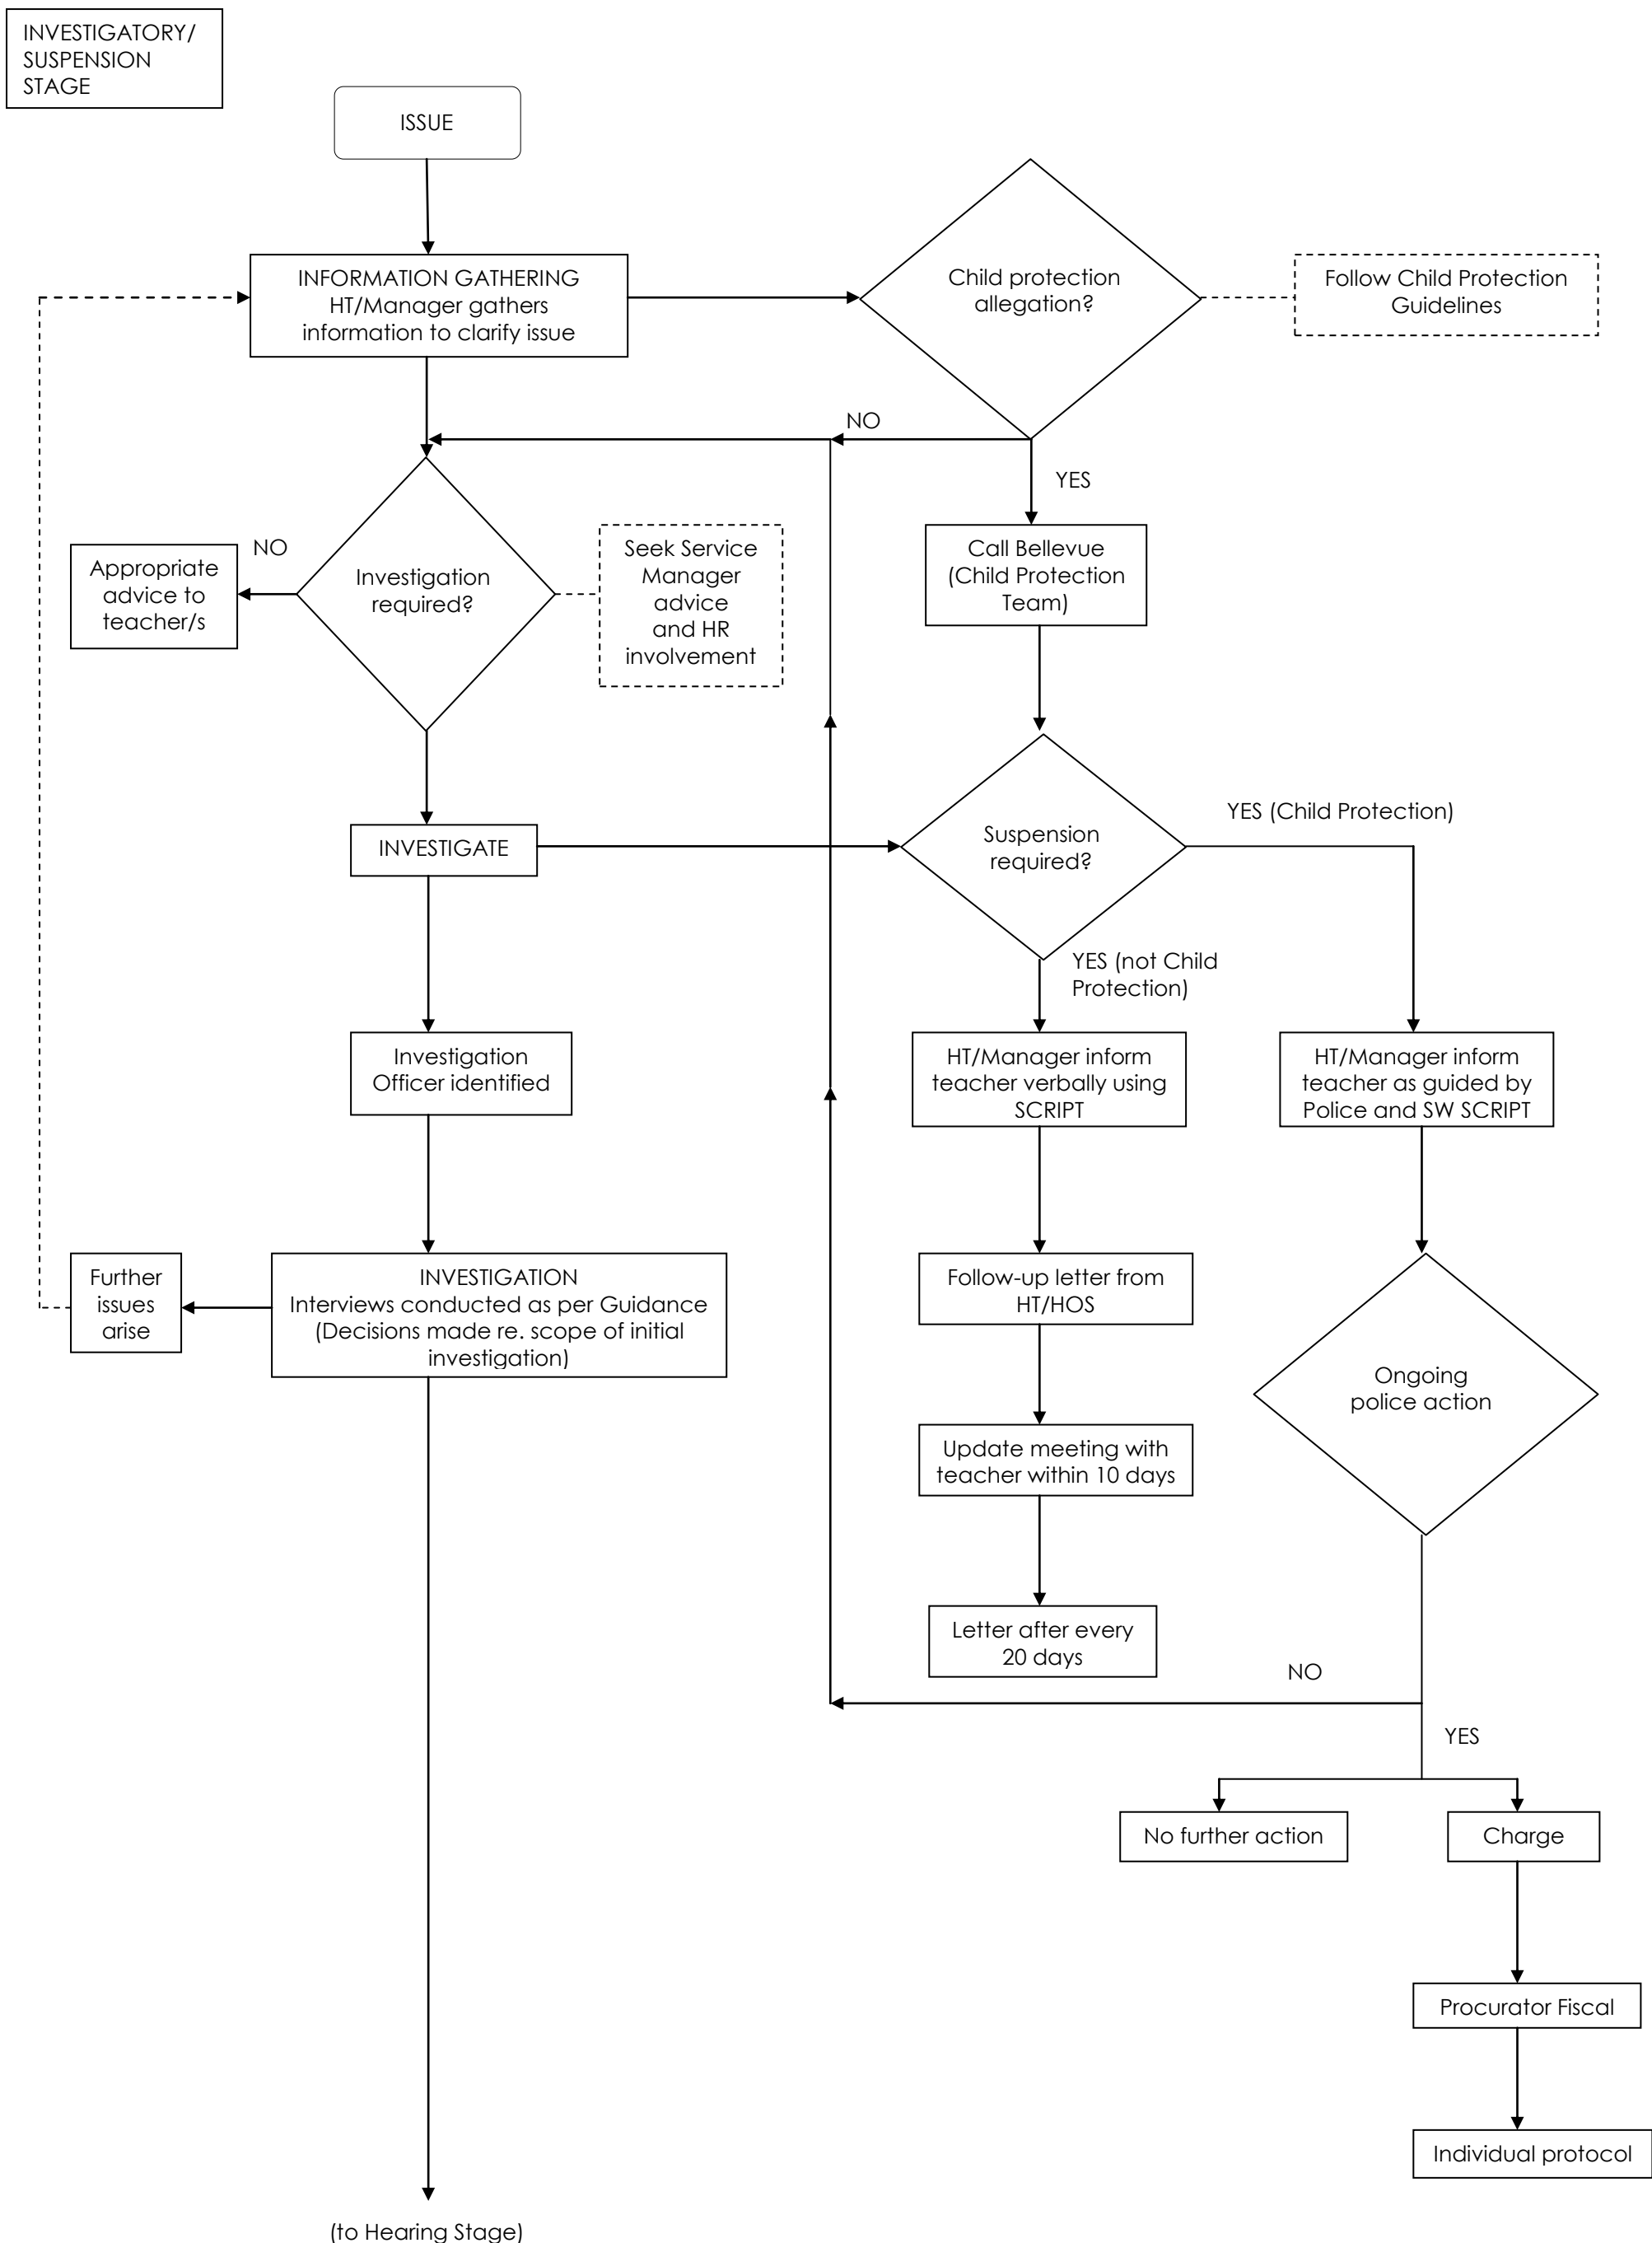 INVESTIGATORY/
SUSPENSION
STAGE
ISSUE
INFORMATION GATHERING
HT/Manager gathers
information to clarify issue
Child protection
allegation?
Follow Child Protection
Guidelines
NO
YES
NO
Appropriate
advice to
teacher/s
Investigation
required?
Seek Service
Manager
advice
and HR
involvement
Call Bellevue
(Child Protection
Team)
INVESTIGATE
Suspension
required?
YES (Child Protection)
YES (not Child
Protection)
Investigation
Officer identified
HT/Manager inform
teacher verbally using
SCRIPT
HT/Manager inform
teacher as guided by
Police and SW SCRIPT
Further
issues
arise
INVESTIGATION
Interviews conducted as per Guidance
(Decisions made re. scope of initial
investigation)
Follow-up letter from
HT/HOS
Ongoing
police action
Update meeting with
teacher within 10 days
Letter after every
20 days
NO
YES
No further action
Charge
Procurator Fiscal
Individual protocol
(to Hearing Stage)